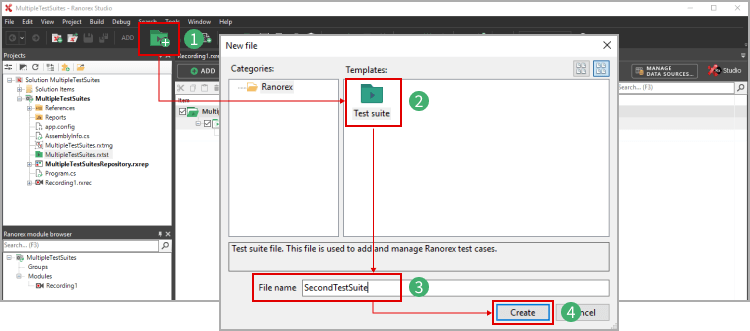 MultipleTestSuites - Ranorex Studio
File Edit View Project Build Debug Search Tools Window Help
ADD
1
Projects
Solution MultipleTestSuites
Solution Items
MultipleTestSuites
References
Reports
app.config
AssemblyInfo.cs
MultipleTestSuites.rxtmg
MultipleTestSuites.rxtst
MultipleTestSuitesRepository.rxrep
Program.cs
Recording1.rxrec
Ranorex module browser
Search... (F3)
MultipleTestSuites
Groups
Modules
Recording1
Recording1.rxre
ADD
Item
Multip
MANAGE
DATA SOURCES...
Studio
Search... (F3)
New file
Categories:
Ranorex
Templates:
Test suite
2
Test suite file. This file is used to add and manage Ranorex test cases.
File name SecondTestSuite
3
Create
4
ncel